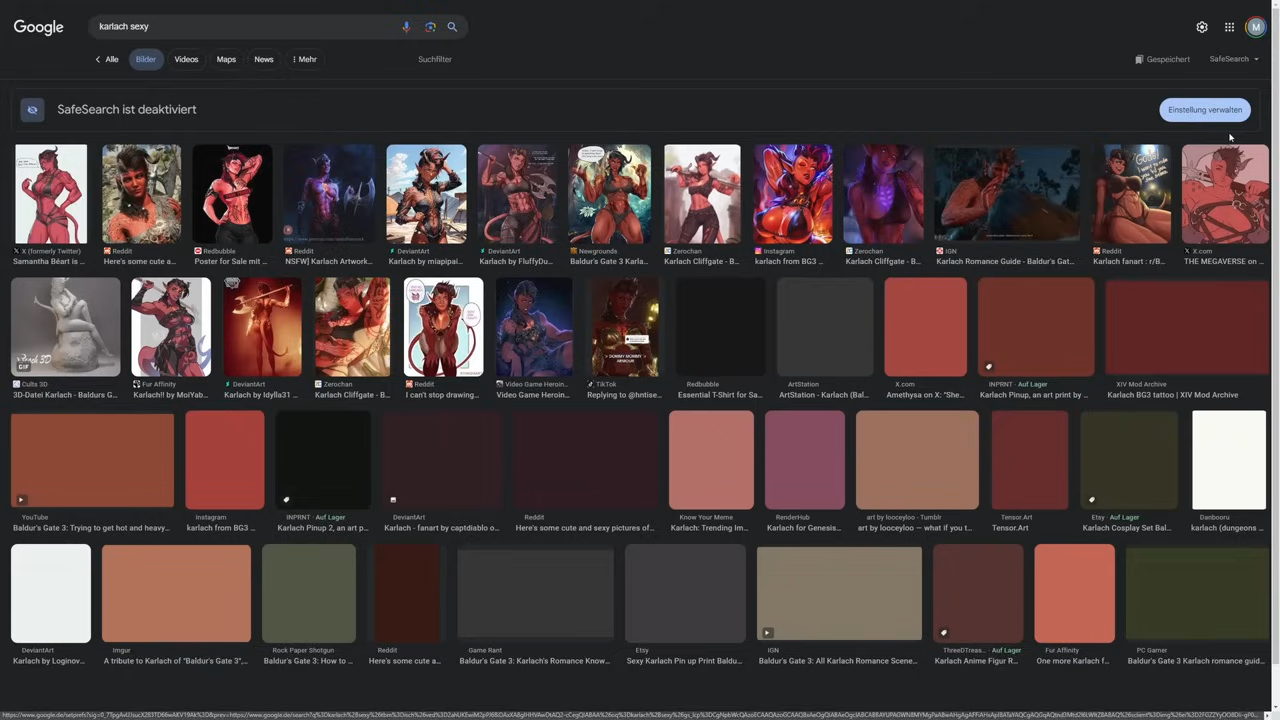 Google
karlach sexy
M
Alle
Bilder
Videos
Maps
News
Mehr
Suchfilter
Gespeichert
SafeSearch
SafeSearch ist deaktiviert
Einstellung verwalten
X (formerly Twitter)
Samantha Béart is ...
Reddit
Here's some cute a...
Redbubble
Poster for Sale mit ...
Reddit
NSFW] Karlach Artwork...
DeviantArt
Karlach by miapipai...
DeviantArt
Karlach by FluffyDu...
Newgrounds
Baldur's Gate 3 Karla...
Zerochan
Karlach Cliffgate - B...
Instagram
karlach from BG3 ...
Zerochan
Karlach Cliffgate - B...
IGN
Karlach Romance Guide - Baldur's Gat...
Reddit
Karlach fanart : r/B...
X.com
THE MEGAVERSE on ...
GIF
Cults 3D
3D-Datei Karlach - Baldurs G...
Fur Affinity
Karlach!! by MoiYab...
DeviantArt
Karlach by Idylla31 ...
Zerochan
Karlach Cliffgate - B...
Reddit
I can't stop drawing...
Video Game Heroin...
Video Game Heroin...
DOMMY MOMMY
ARMOUR
TikTok
Replying to @hntise...
Redbubble
Essential T-Shirt for Sa...
ArtStation
ArtStation - Karlach (Bal...
X.com
Amethysa on X: "She...
INPRNT · Auf Lager
Karlach Pinup, an art print by ...
XIV Mod Archive
Karlach BG3 tattoo | XIV Mod Archive
YouTube
Baldur's Gate 3: Trying to get hot and heavy...
Instagram
karlach from BG3 ...
INPRNT · Auf Lager
Karlach Pinup 2, an art p...
DeviantArt
Karlach - fanart by captdiablo o...
Reddit
Here's some cute and sexy pictures of...
Know Your Meme
Karlach: Trending Im...
RenderHub
Karlach for Genesis...
art by looceyloo - Tumblr
art by looceyloo — what if you t...
Tensor.Art
Tensor.Art
Etsy · Auf Lager
Karlach Cosplay Set Bal...
Danbooru
karlach (dungeons ...
DeviantArt
Karlach by Loginov...
Imgur
A tribute to Karlach of "Baldur's Gate 3",...
Rock Paper Shotgun
Baldur's Gate 3: How to ...
Reddit
Here's some cute a...
Game Rant
Baldur's Gate 3: Karlach's Romance Know...
Etsy
Sexy Karlach Pin up Print Baldu...
IGN
Baldur's Gate 3: All Karlach Romance Scene...
ThreeDTreas... · Auf Lager
Karlach Anime Figur R...
Fur Affinity
One more Karlach f...
PC Gamer
Baldur's Gate 3 Karlach romance guid...